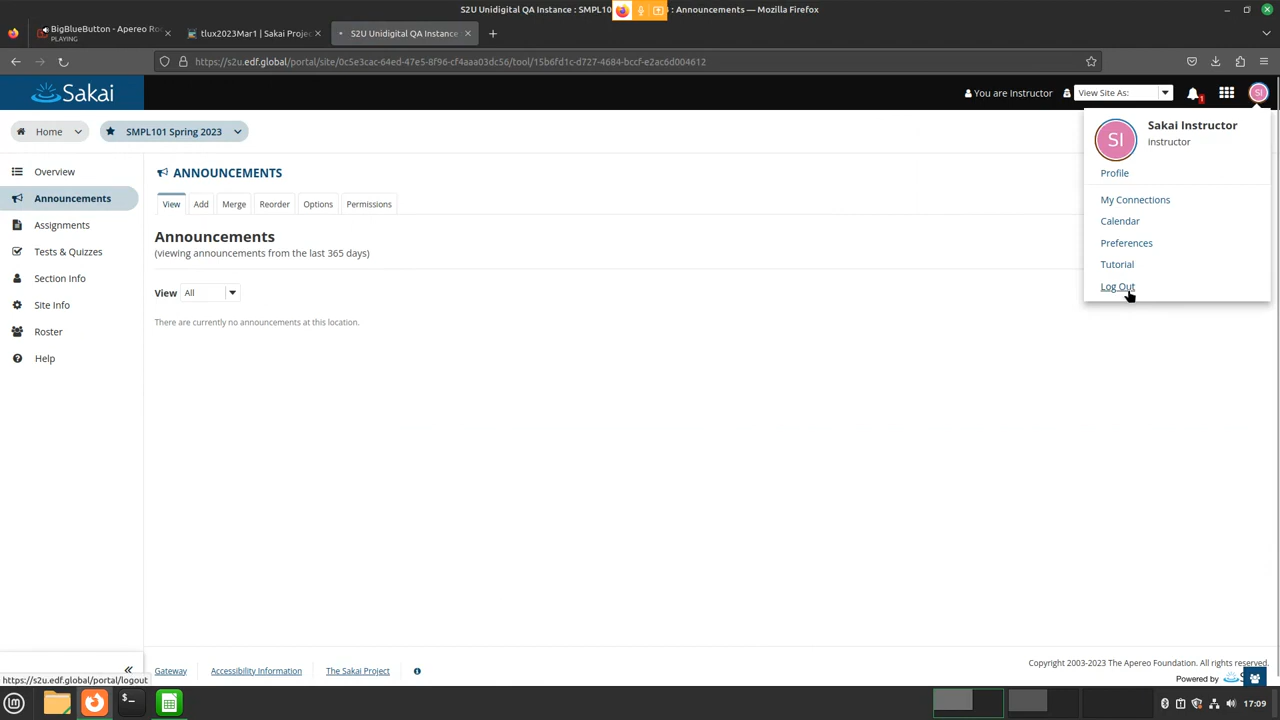 S2U Unidigital QA Instance : SMPL10 : Announcements — Mozilla Firefox
BigBlueButton - Apereo Ro
PLAYING
tlux2023Mar1 | Sakai Projec
S2U Unidigital QA Instance
https://s2u.edf.global/portal/site/0c5e3cac-64ed-47e5-8f96-cf4aaa03dc56/tool/15b6fd1c-d727-4684-bccf-e2ac6d004612
Sakai
You are Instructor
View Site As:
1
SI
Home
SMPL101 Spring 2023
SI
Sakai Instructor
instructor
Profile
My Connections
Calendar
Preferences
Tutorial
Log Out
Overview
Announcements
Assignments
Tests & Quizzes
Section Info
Site Info
Roster
Help
ANNOUNCEMENTS
View
Add
Merge
Reorder
Options
Permissions
Announcements
(viewing announcements from the last 365 days)
View All
There are currently no announcements at this location.
Gateway
Accessibility Information
The Sakai Project
Copyright 2003-2023 The Apereo Foundation. All rights reserved.
Powered by
https://s2u.edf.global/portal/logout
17:09